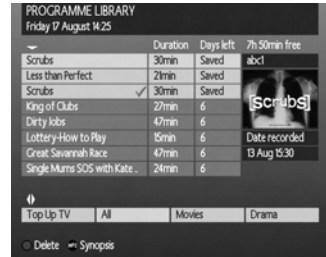 PROGRAMME LIBRARY
Friday 17 August 14:25
Duration Days left 7h 50min free
Scrubs 30min Saved abc1
Less than Perfect 21min Saved
Scrubs 30min Saved
King of Clubs 27min 6
Dirty Jobs 47min 6
Lottery-How to Play 15min 6 Date recorded
Great Savannah Race 47min 6 13 Aug 15:30
Single Mums SOS with Kate .. 24min 6
[scrubs]
Top Up TV All Movies Drama
Delete Synopsis